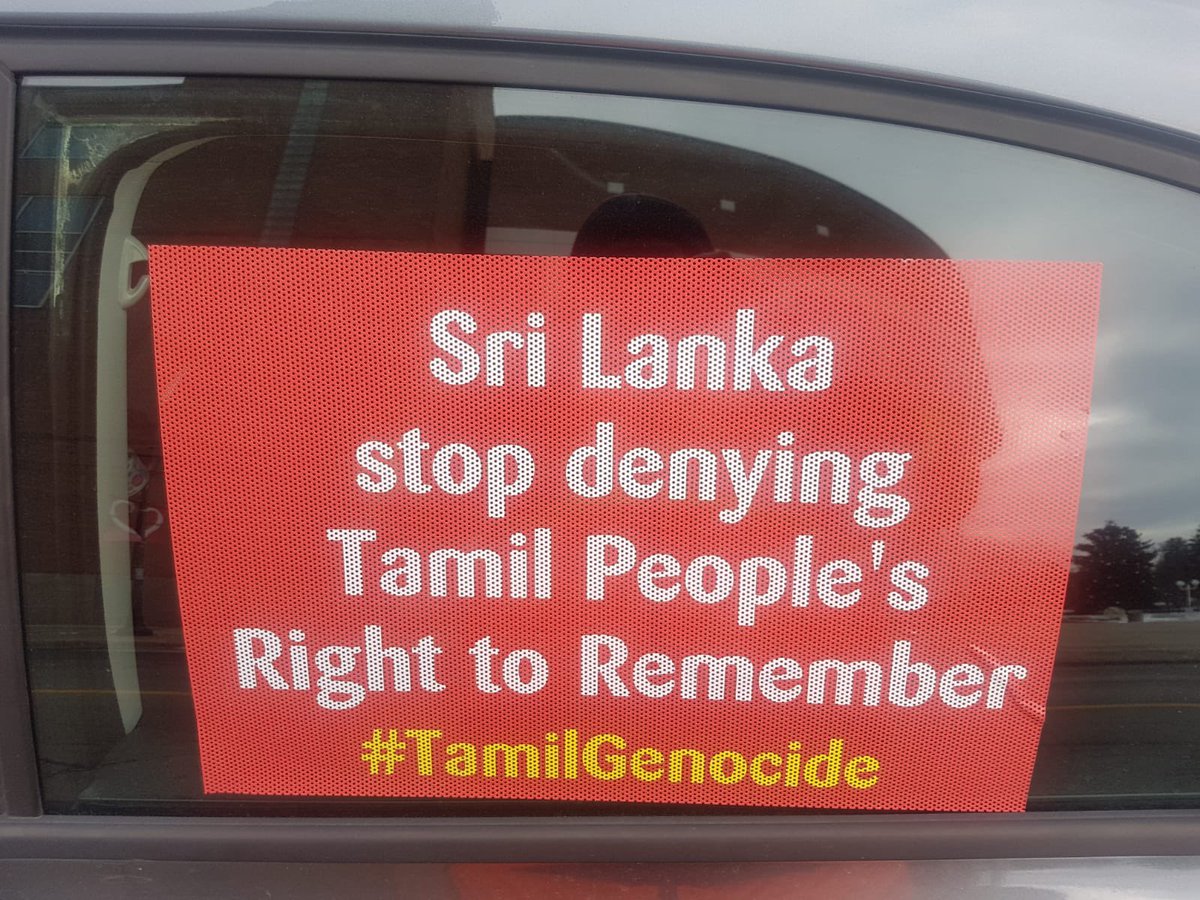 Sri Lanka
stop denying
Tamil People's
Right to Remember
#TamilGenocide